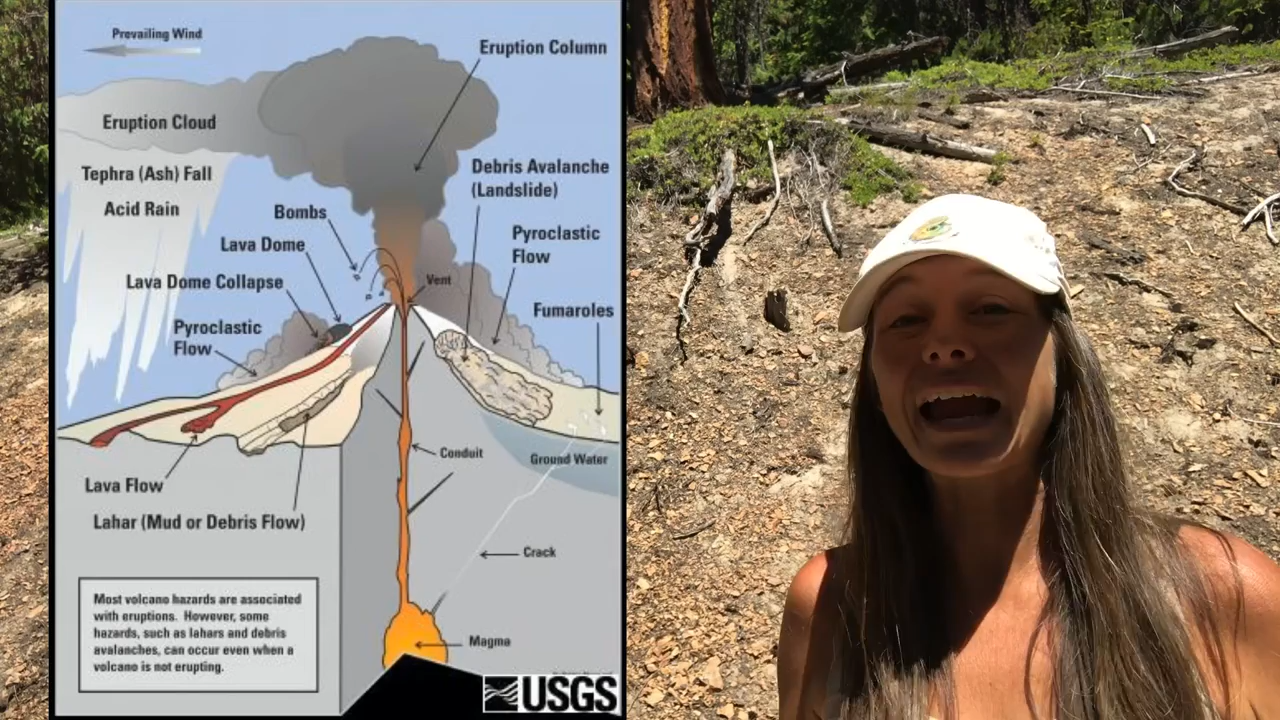 Prevailing Wind
Eruption Column
Eruption Cloud
Tephra (Ash) Fall
Acid Rain
Debris Avalanche
(Landslide)
Bombs
Lava Dome
Pyroclastic
Flow
Lava Dome Collapse
Vent
Fumaroles
Pyroclastic
Flow
Conduit
Ground Water
Lava Flow
Lahar (Mud or Debris Flow)
Crack
Most volcano hazards are associated
with eruptions. However, some
hazards, such as lahars and debris
avalanches, can occur even when a
volcano is not erupting.
Magma
USGS